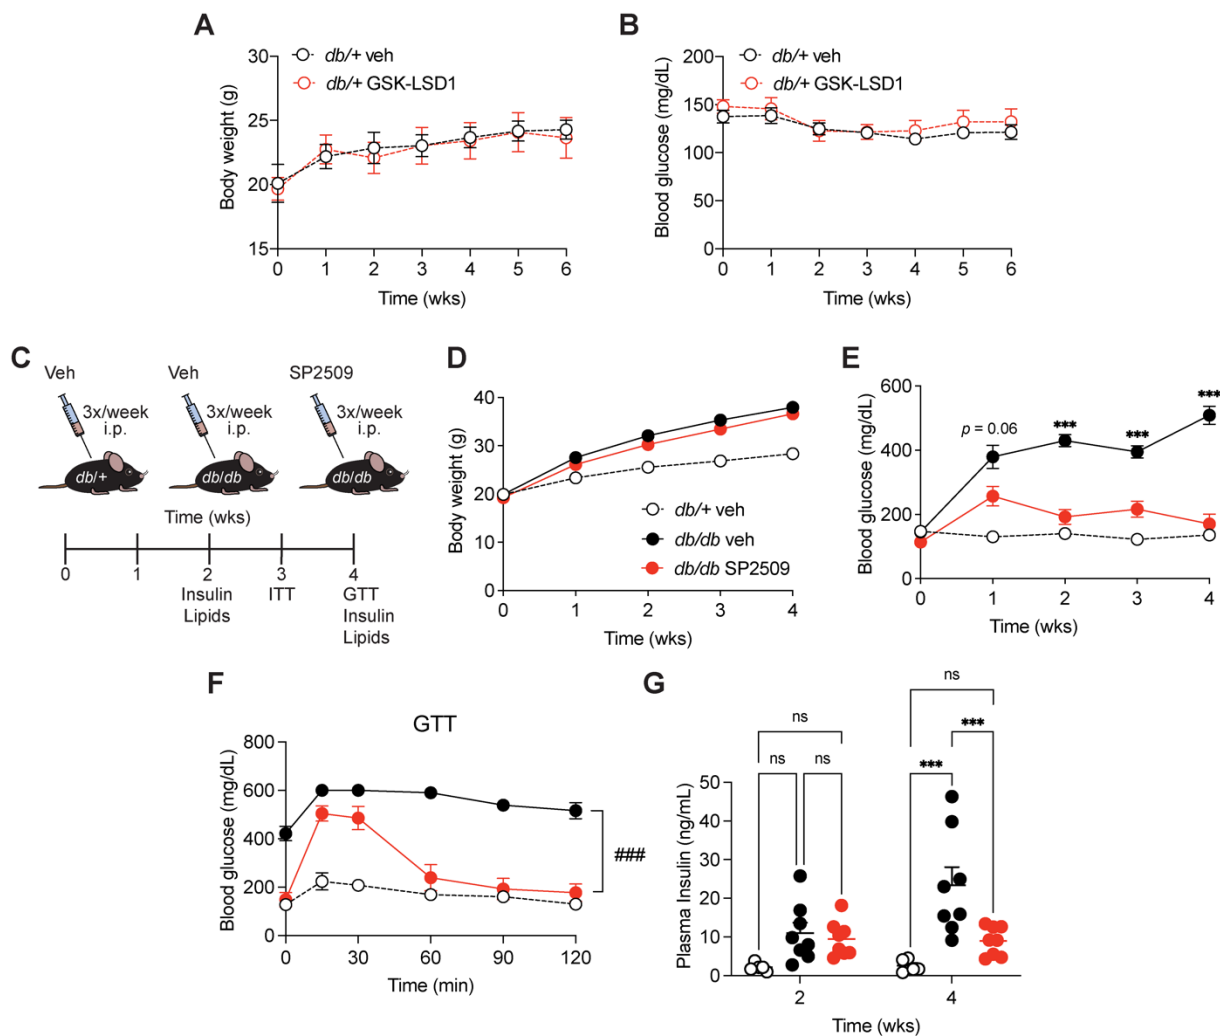 A
30
25
20
15
Body weight (g)
db/+ veh
db/+ GSK-LSD1
0 1 2 3 4 5 6
Time (wks)
B
200
150
100
50
0
Blood glucose (mg/dL)
db/+ veh
db/+ GSK-LSD1
0 1 2 3 4 5 6
Time (wks)
C
Veh
Veh
SP2509
3x/week
i.p.
3x/week
i.p.
3x/week
i.p.
db/+
db/db
db/db
Time (wks)
0 1 2 3 4
Insulin
Lipids
ITT
GTT
Insulin
Lipids
D
40
30
20
10
0
Body weight (g)
db/+ veh
db/db veh
db/db SP2509
0 1 2 3 4
Time (wks)
E
600
400
200
0
Blood glucose (mg/dL)
p = 0.06
***
***
***
0 1 2 3 4
Time (wks)
F
GTT
800
600
400
200
0
Blood glucose (mg/dL)
###
0 30 60 90 120
Time (min)
G
50
40
30
20
10
0
Plasma Insulin (ng/mL)
ns
ns
ns
ns
***
***
2 4
Time (wks)